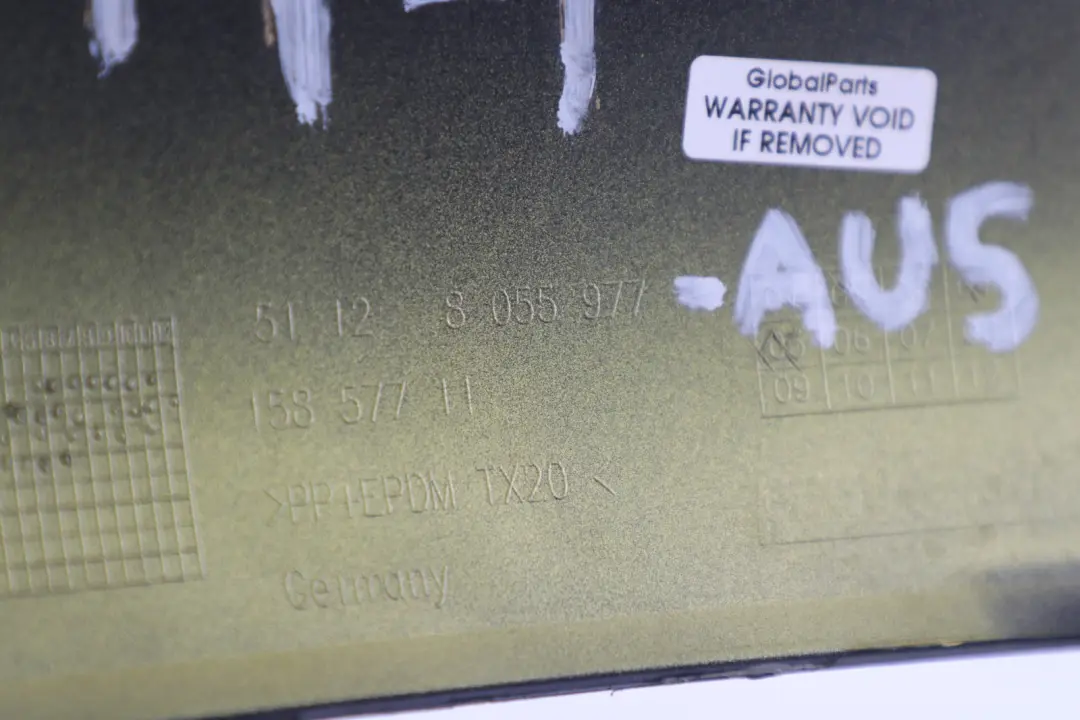 GlobalParts
WARRANTY VOID
IF REMOVED
-AUS
51 12 8 055 977
158 577 11
05 06 07
09 10 11
>PP+EPDM TX20<
Germany